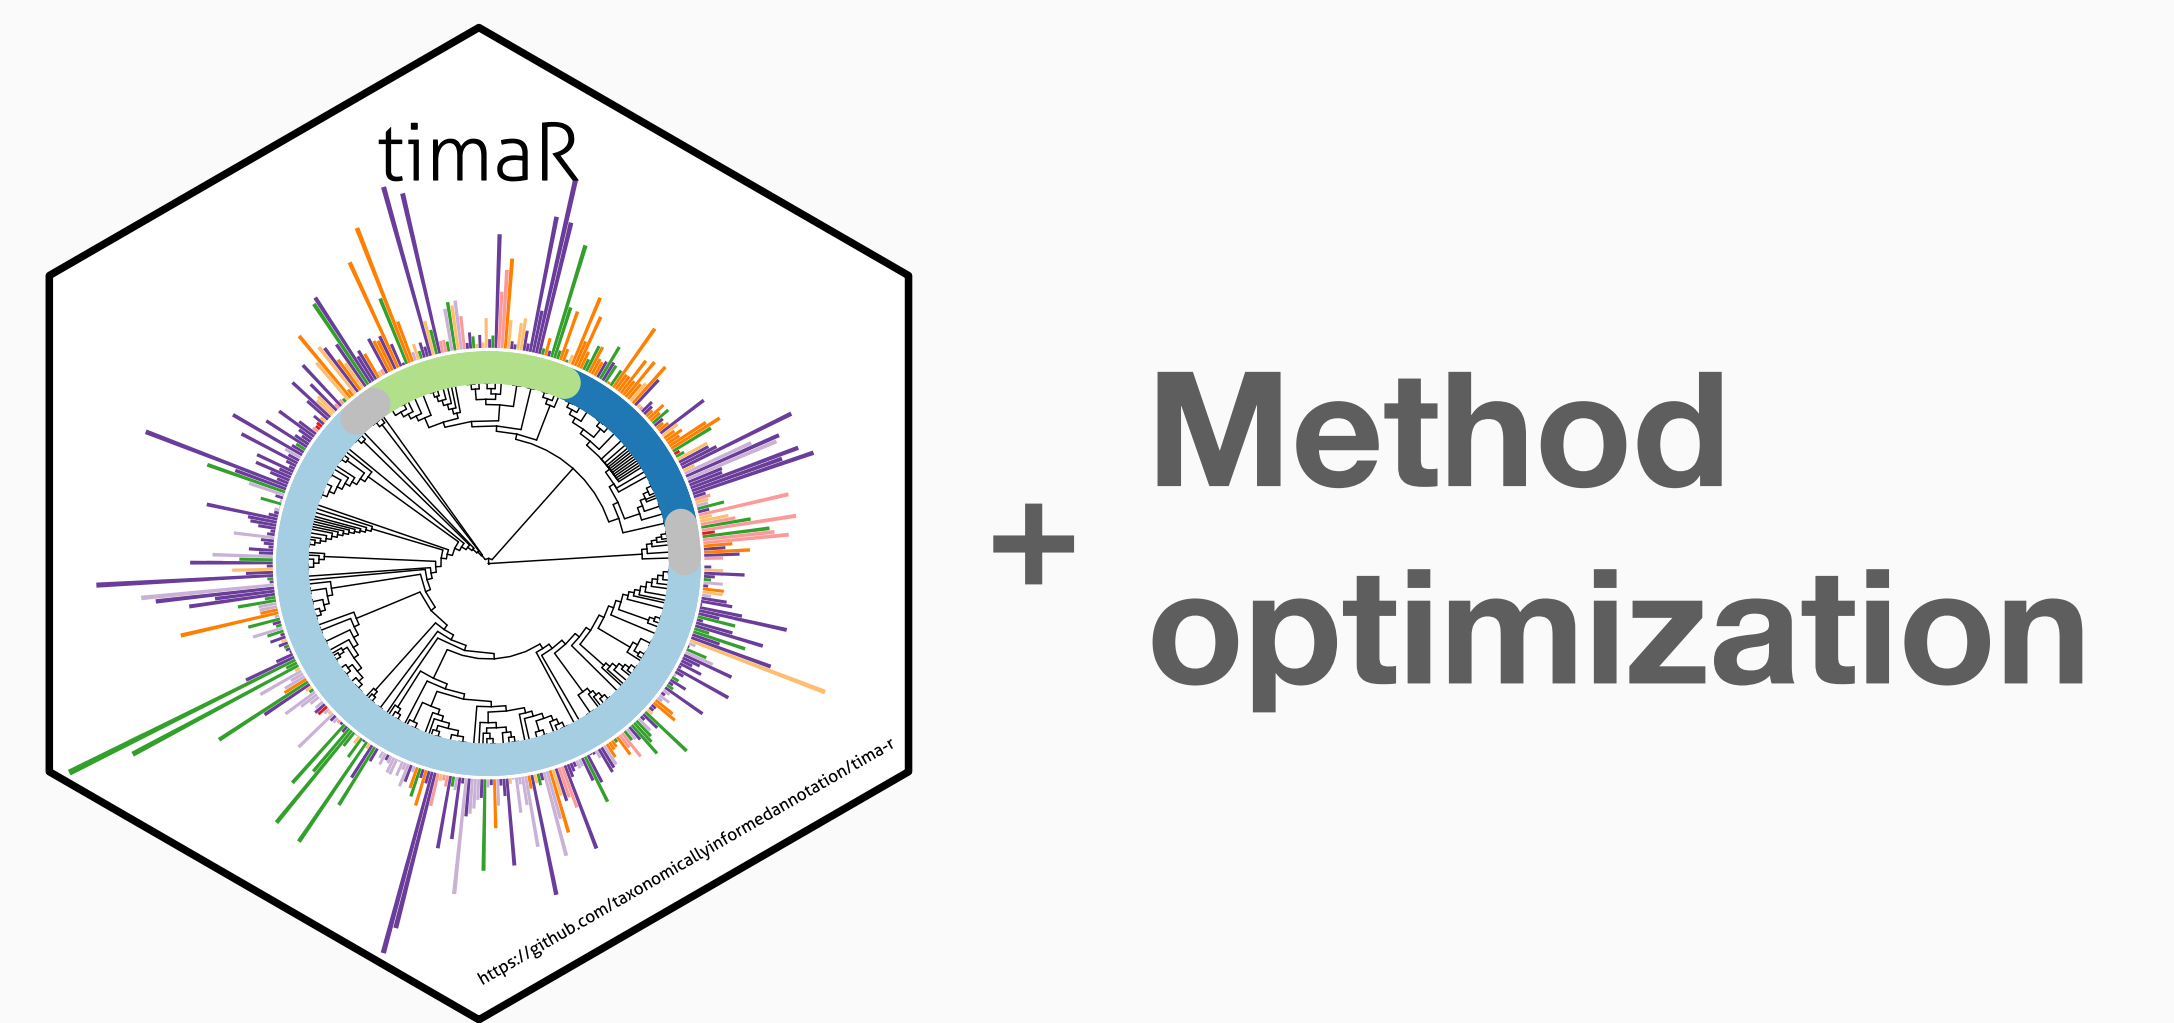 timaR
https://github.com/taxonomicallyinformedannotation/tima-r
+
Method
optimization